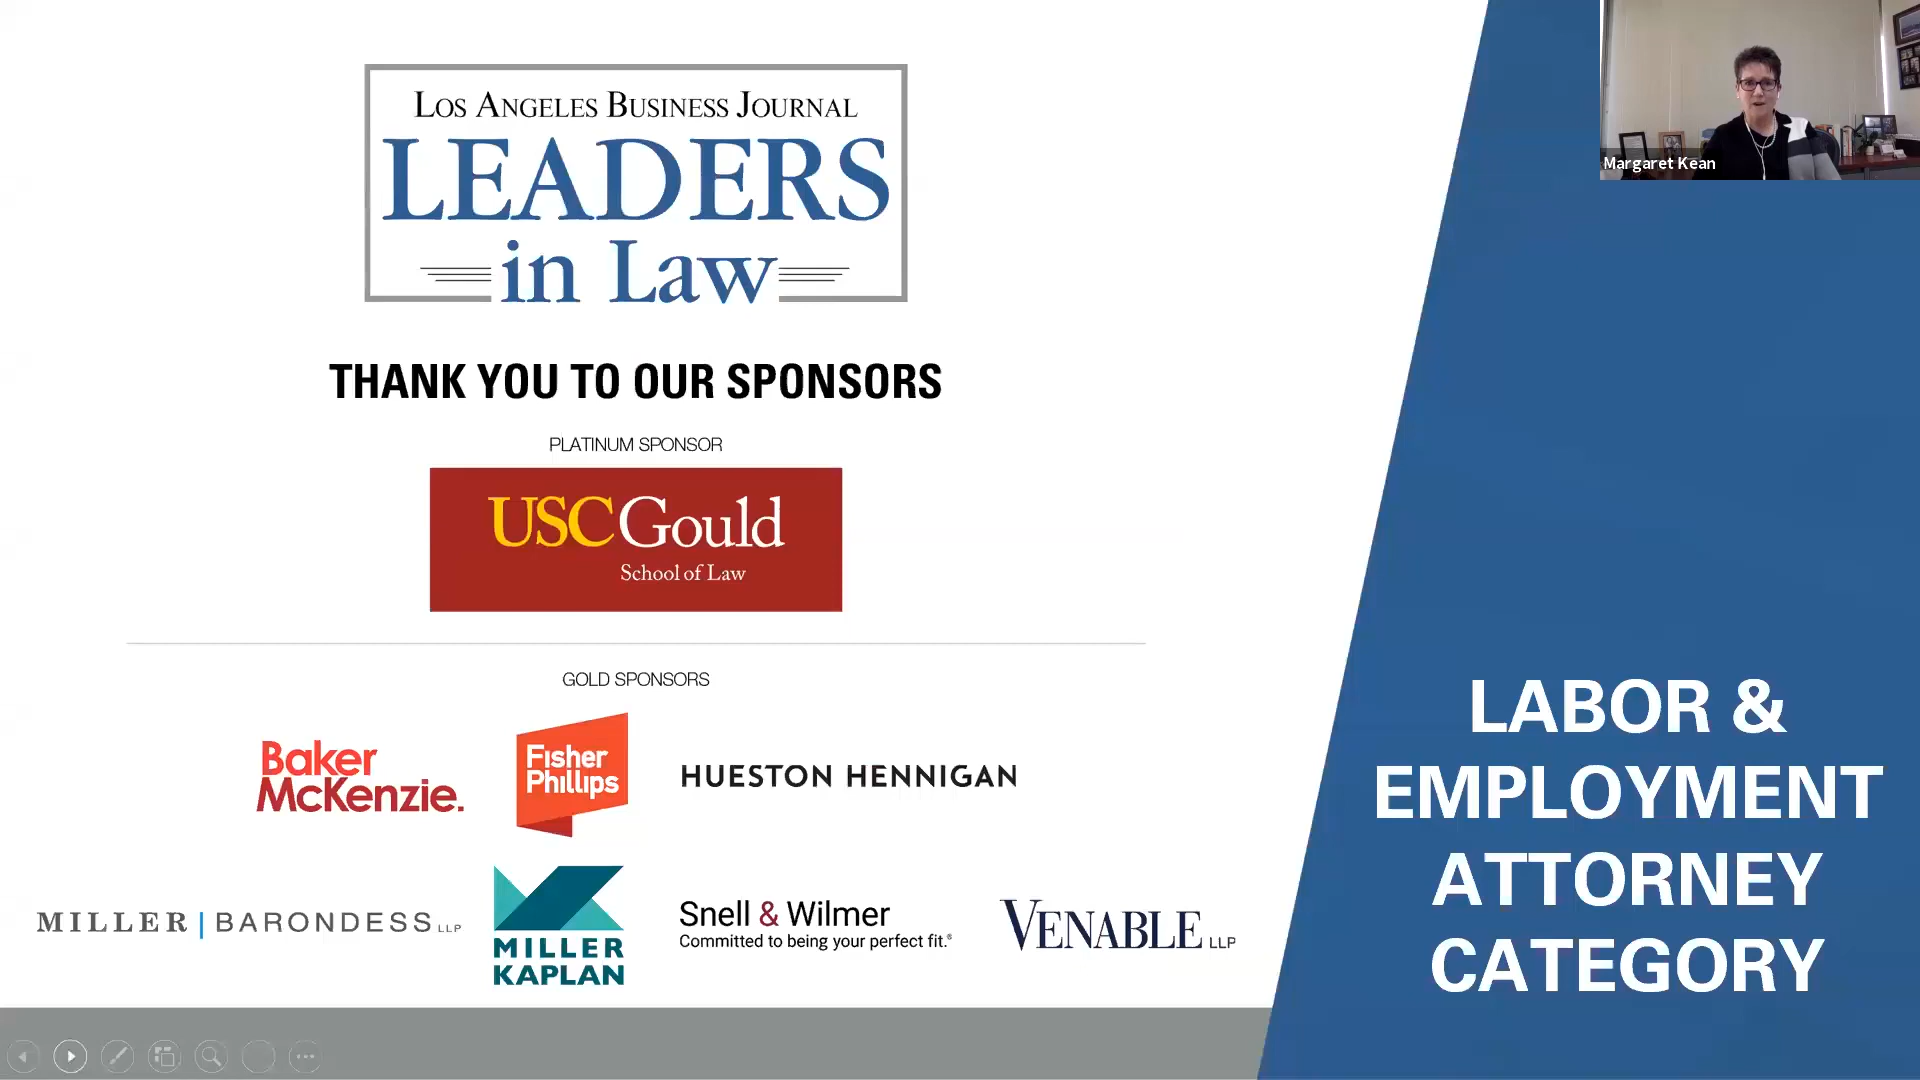 LOS ANGELES BUSINESS JOURNAL
LEADERS
in Law
THANK YOU TO OUR SPONSORS
PLATINUM SPONSOR
USC Gould
School of Law
GOLD SPONSORS
Baker
McKenzie.
Fisher
Phillips
HUESTON HENNIGAN
MILLER | BARONDESS LLP
MILLER
KAPLAN
Snell & Wilmer
Committed to being your perfect fit.®
VENABLE LLP
Margaret Kean
LABOR &
EMPLOYMENT
ATTORNEY
CATEGORY